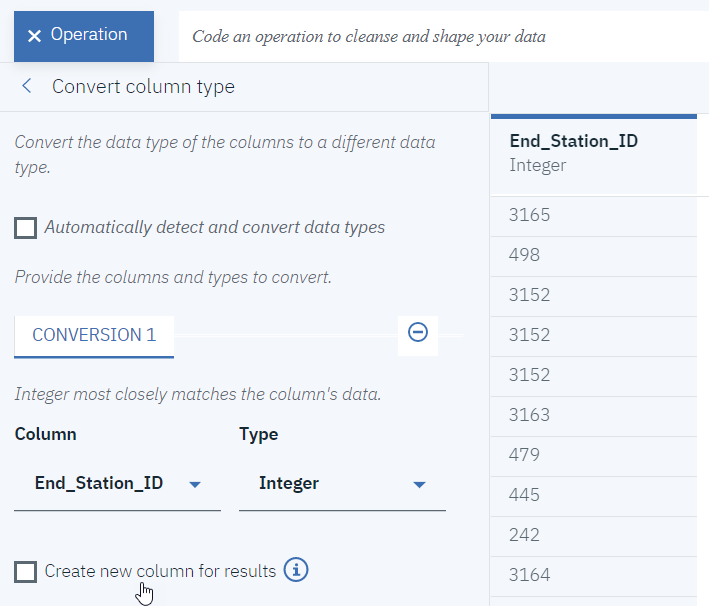 Operation
Code an operation to cleanse and shape your data
Convert column type
Convert the data type of the columns to a different data
type.
Automatically detect and convert data types
Provide the columns and types to convert.
CONVERSION 1
Integer most closely matches the column's data.
Column Type
End_Station_ID Integer
Create new column for results
End_Station_ID
Integer
3165
498
3152
3152
3152
3163
479
445
242
3164